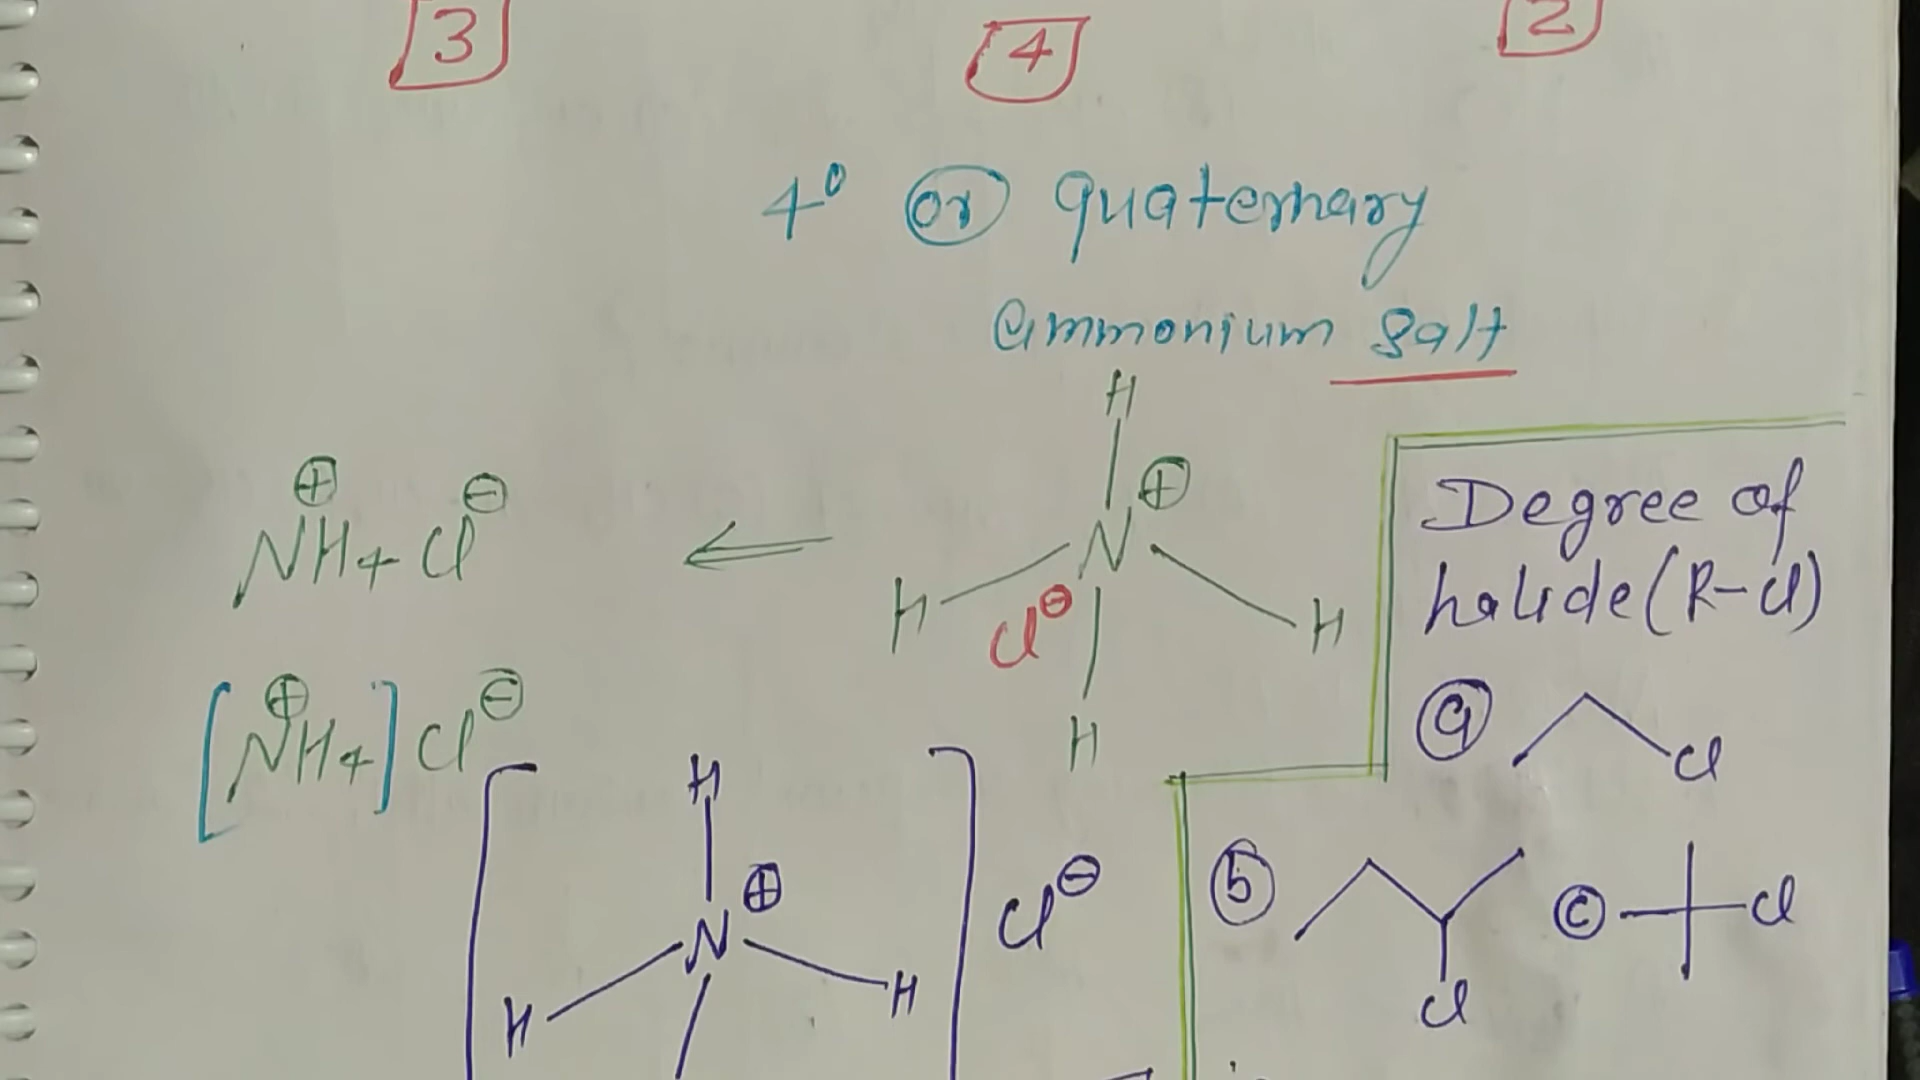 3 4 2
4⁰ or quaternary
ammonium salt
H
⊕
N
H H
Cl⊖
H
⊕ ⊖
NH4 Cl
[⊕NH4] Cl⊖
[H
⊕
N
H H] Cl⊖
Degree of
halide (R-Cl)
a Cl
b Cl
c Cl